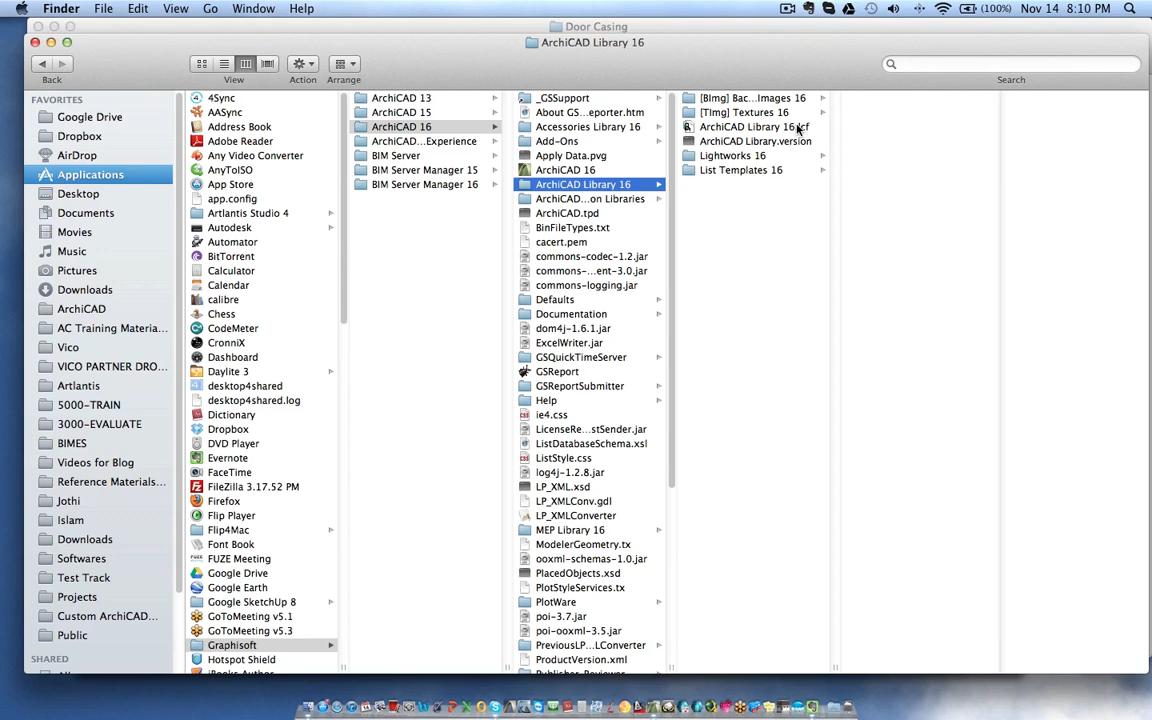 Finder File Edit View Go Window Help (100%) Nov 14 8:10 PM
Door Casing
ArchiCAD Library 16
Back View Action Arrange Search
FAVORITES
Google Drive
Dropbox
AirDrop
Applications
Desktop
Documents
Movies
Music
Pictures
Downloads
ArchiCAD
AC Training Materia...
Vico
VICO PARTNER DRO...
Artlantis
5000-TRAIN
3000-EVALUATE
BIMES
Videos for Blog
Reference Materials...
Jothi
Islam
Downloads
Softwares
Test Track
Projects
Custom ArchiCAD...
Public
SHARED
4Sync
AASync
Address Book
Adobe Reader
Any Video Converter
AnyToISO
App Store
app.config
Artlantis Studio 4
Autodesk
Automator
BitTorrent
Calculator
Calendar
calibre
Chess
CodeMeter
CronniX
Dashboard
Daylite 3
desktop4shared
desktop4shared.log
Dictionary
Dropbox
DVD Player
Evernote
FaceTime
FileZilla 3.17.52 PM
Firefox
Flip Player
Flip4Mac
Font Book
FUZE Meeting
Google Drive
Google Earth
Google SketchUp 8
GoToMeeting v5.1
GoToMeeting v5.3
Graphisoft
Hotspot Shield
iBooks Author
ArchiCAD 13
ArchiCAD 15
ArchiCAD 16
ArchiCAD...Experience
BIM Server
BIM Server Manager 15
BIM Server Manager 16
_GSSupport
About GS...eporter.htm
Accessories Library 16
Add-Ons
Apply Data.pvg
ArchiCAD 16
ArchiCAD Library 16
ArchiCAD...on Libraries
ArchiCAD.tpd
BinFileTypes.txt
cacert.pem
commons-codec-1.2.jar
commons-...ent-3.0.jar
commons-logging.jar
Defaults
Documentation
dom4j-1.6.1.jar
ExcelWriter.jar
GSQuickTimeServer
GSReport
GSReportSubmitter
Help
ie4.css
LicenseRe...stSender.jar
ListDatabaseSchema.xsl
ListStyle.css
log4j-1.2.8.jar
LP_XML.xsd
LP_XMLConv.gdl
LP_XMLConverter
MEP Library 16
ModelerGeometry.tx
ooxml-schemas-1.0.jar
PlacedObjects.xsd
PlotStyleServices.tx
PlotWare
poi-3.7.jar
poi-ooxml-3.5.jar
PreviousLP...LConverter
ProductVersion.xml
[BImg] Bac...Images 16
[TImg] Textures 16
ArchiCAD Library 16.lcf
ArchiCAD Library.version
Lightworks 16
List Templates 16